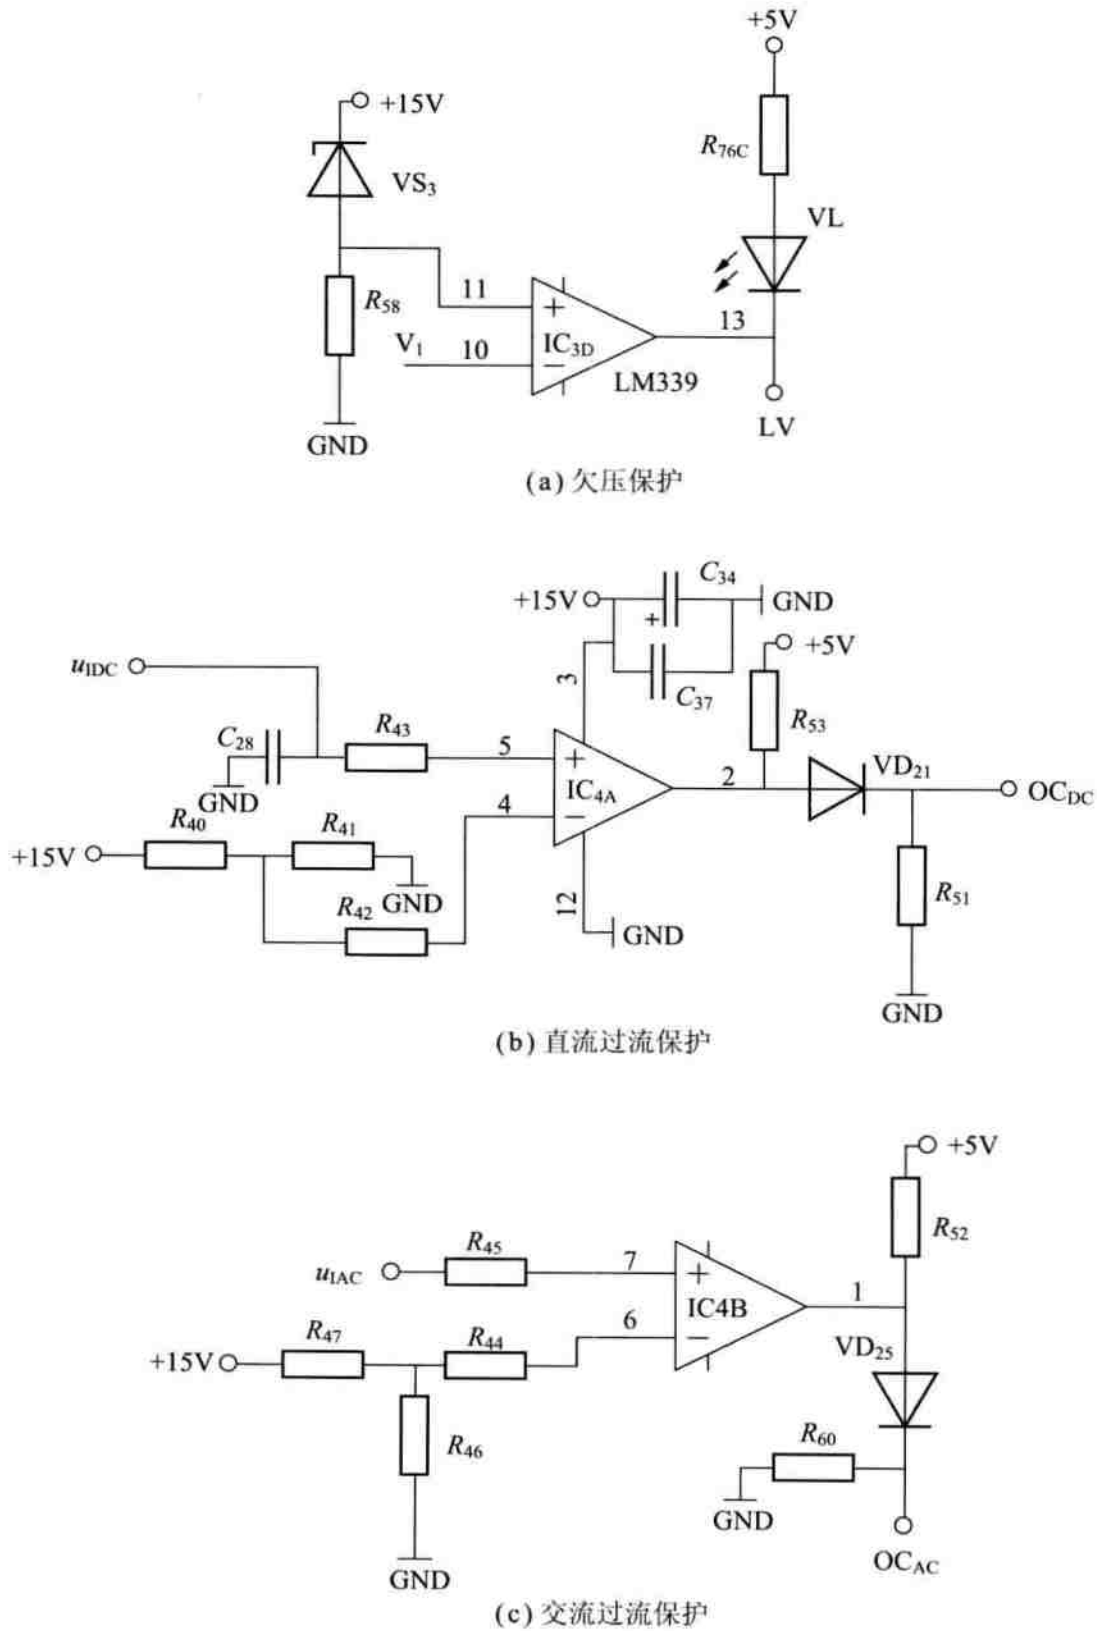 +5V
+15V
R76C
VS3
VL
R58
11
+
IC3D
13
V1
10
−
LM339
LV
GND
(a) 欠压保护
C34
+15V
GND
+
+5V
uIDC
3
C37
R43
R53
C28
5
+
VD21
GND
IC4A
2
OCDC
4
−
R40
R41
+15V
GND
R42
12
R51
GND
GND
(b) 直流过流保护
+5V
R45
7
R52
uIAC
+
IC4B
1
6
−
R47
R44
+15V
VD25
R46
R60
GND
OCAC
GND
(c) 交流过流保护